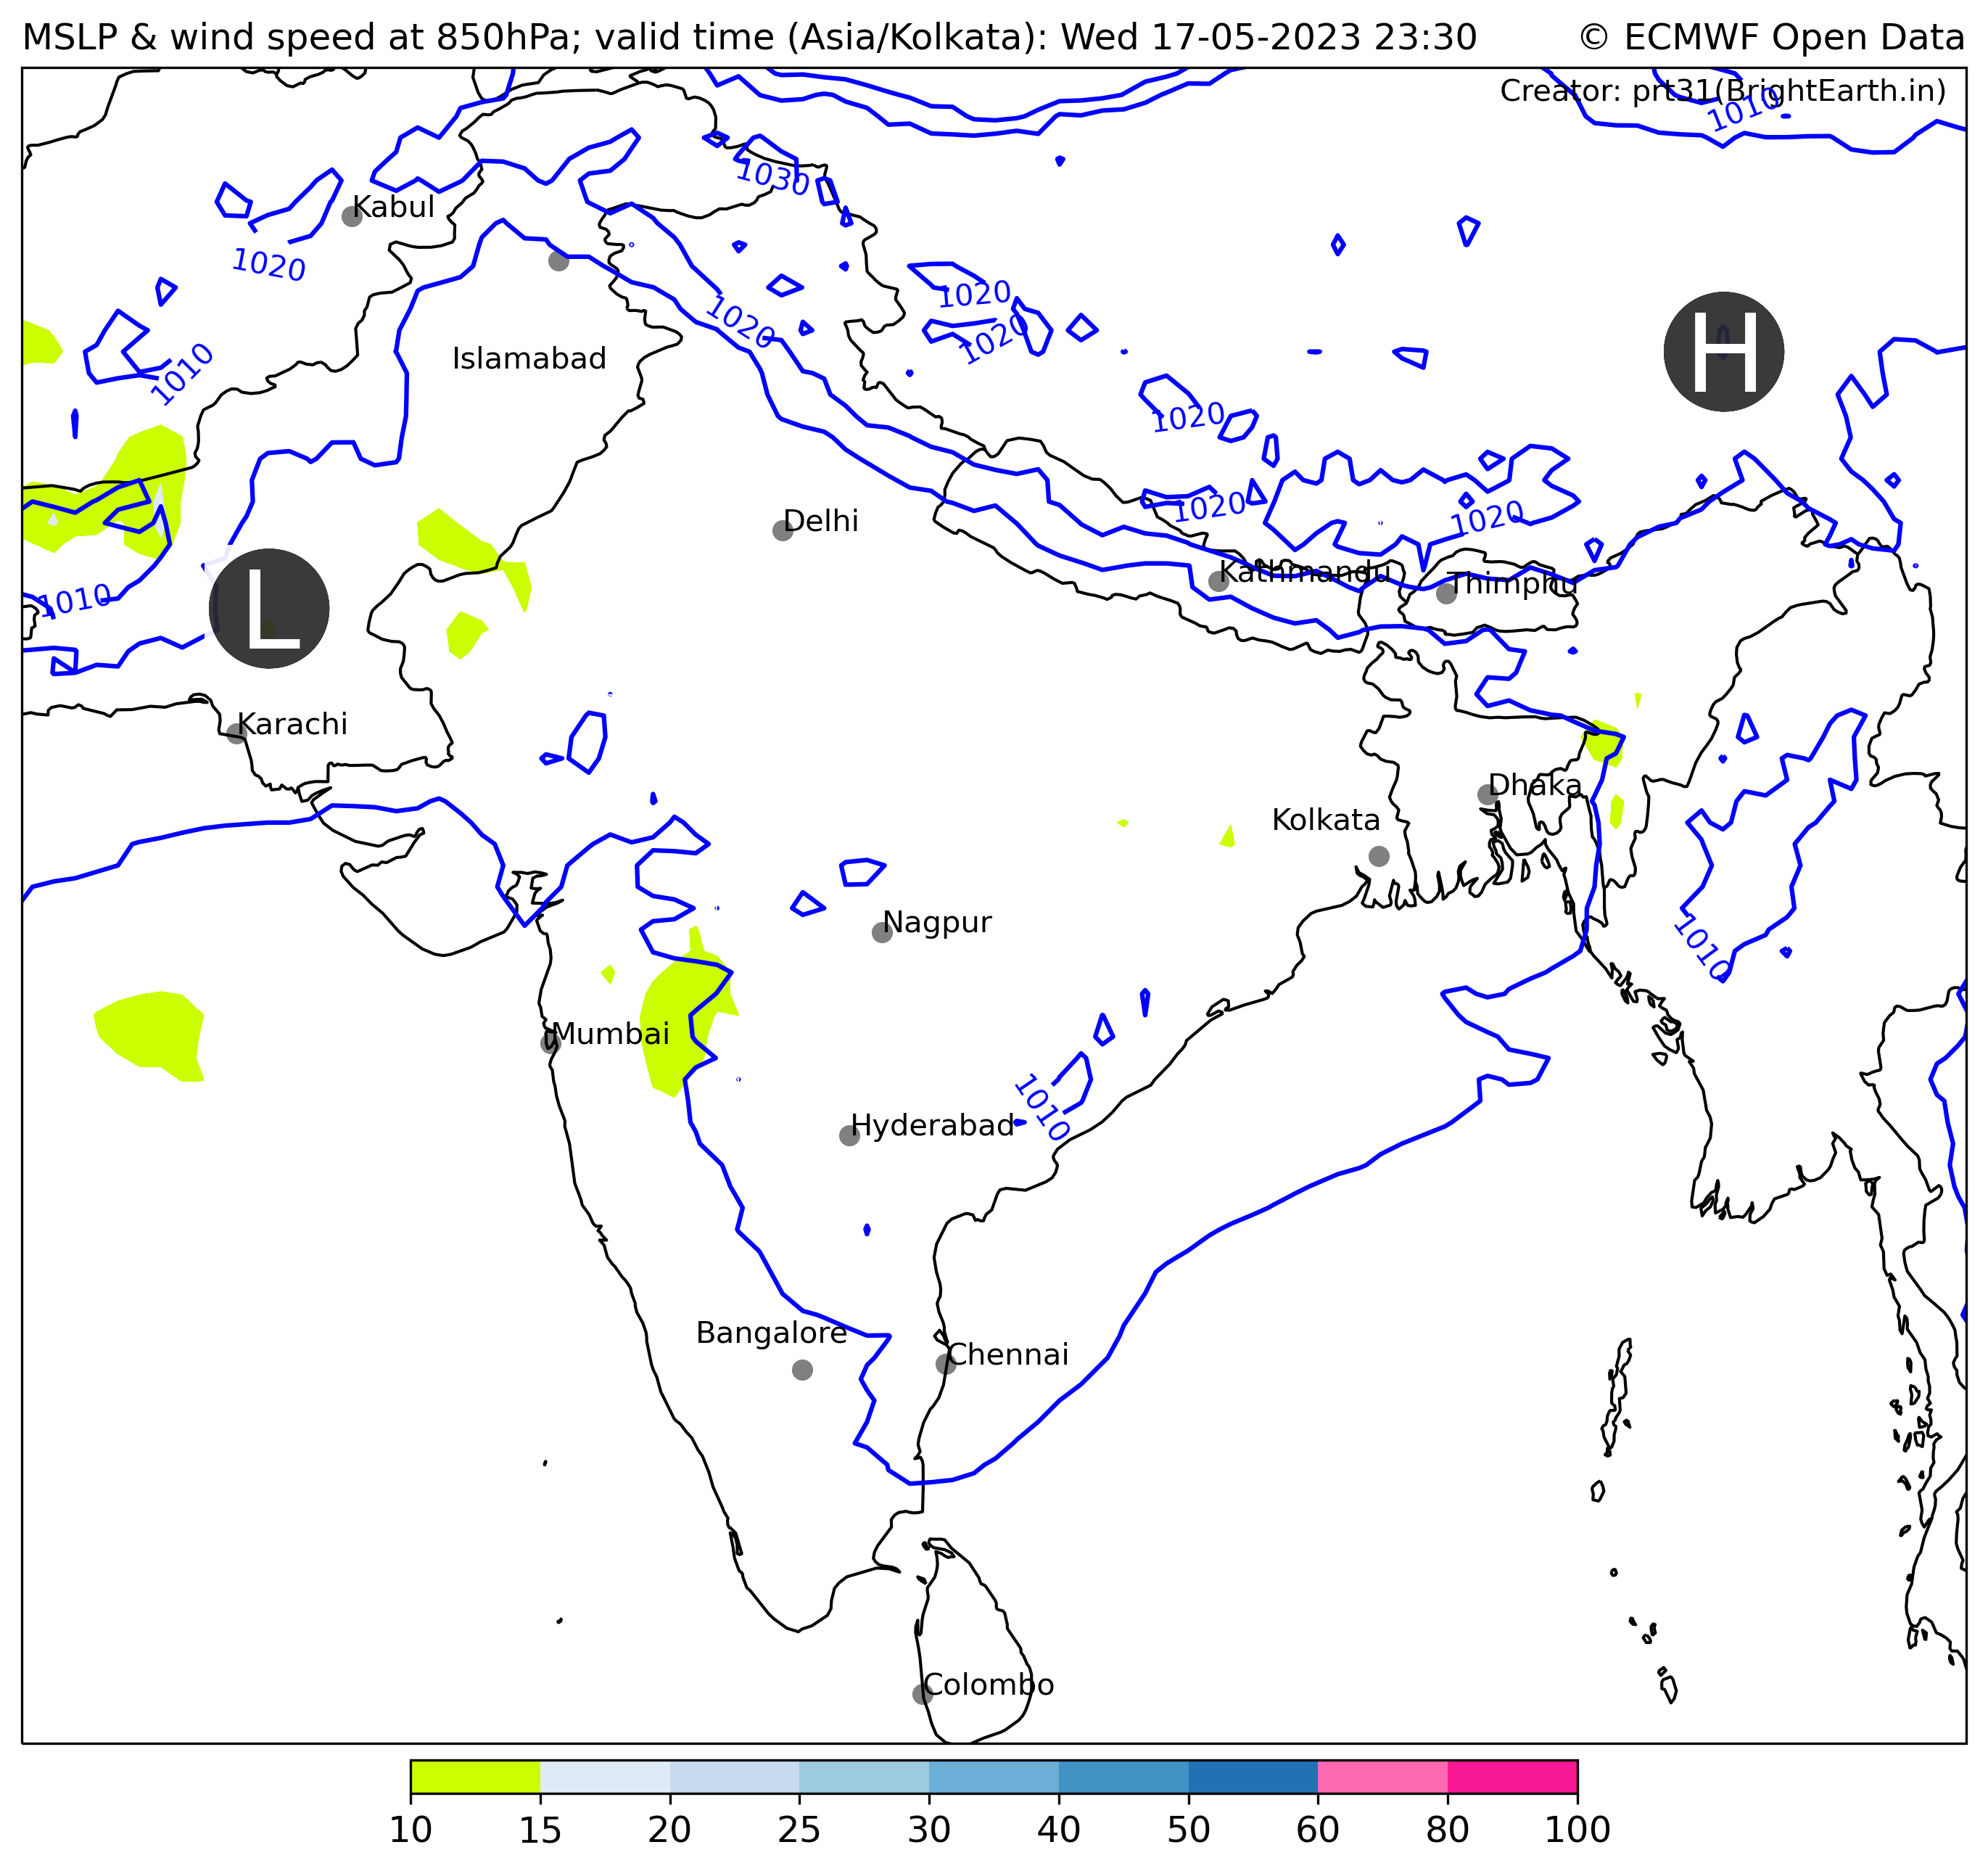 MSLP & wind speed at 850hPa; valid time (Asia/Kolkata): Wed 17-05-2023 23:30 © ECMWF Open Data
Creator: prt31(BrightEarth.in)
1010
1030
Kabul
1020
1020
1020
1020
H
1010
Islamabad
1020
1020
1020
Delhi
Kathmandu
Thimphu
1010
L
Karachi
Dhaka
Kolkata
Nagpur
1010
Mumbai
1010
Hyderabad
Bangalore
Chennai
Colombo
10 15 20 25 30 40 50 60 80 100